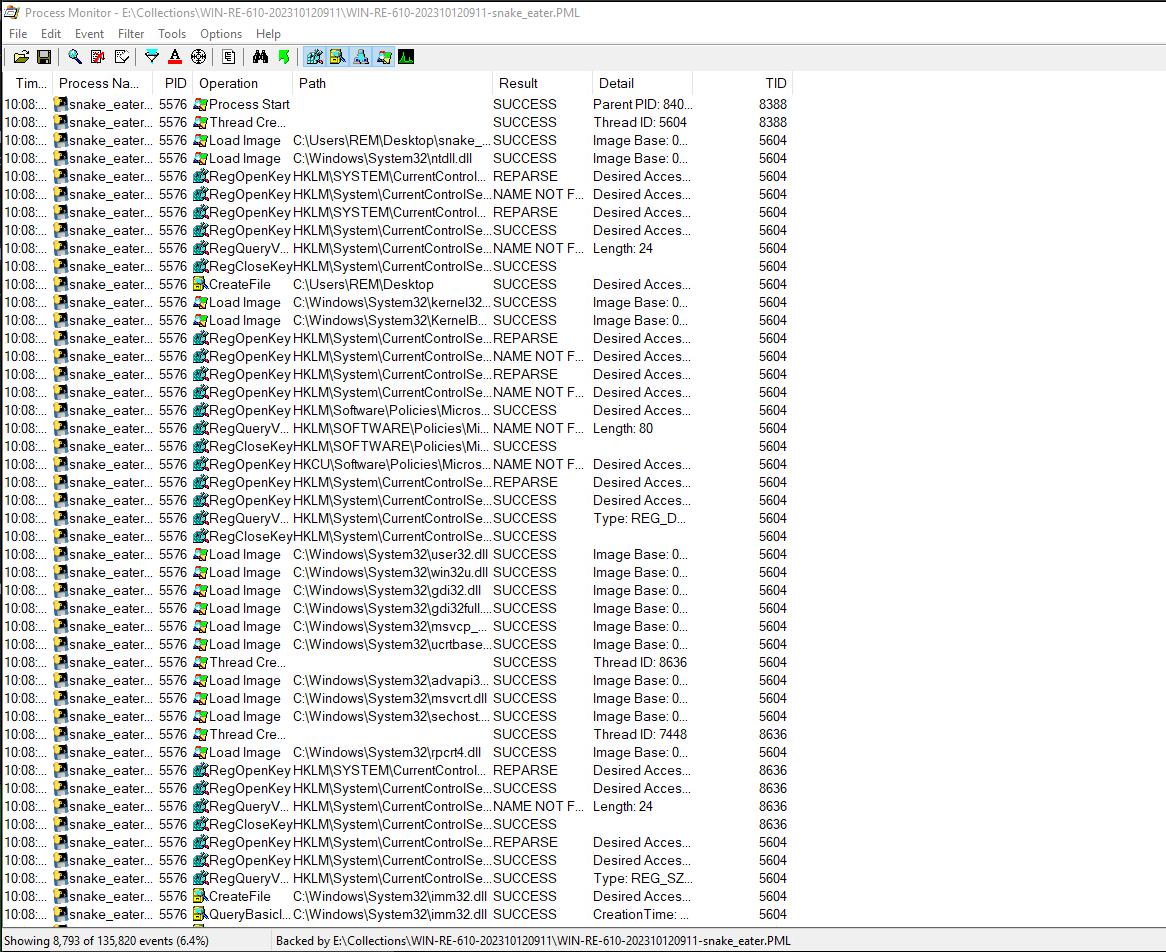 Process Monitor - E:\Collections\WIN-RE-610-202310120911\WIN-RE-610-202310120911-snake_eater.PML
File Edit Event Filter Tools Options Help
Tim... Process Na... PID Operation Path Result Detail TID
10:08:... snake_eater... 5576 Process Start SUCCESS Parent PID: 840... 8388
10:08:... snake_eater... 5576 Thread Cre... SUCCESS Thread ID: 5604 8388
10:08:... snake_eater... 5576 Load Image C:\Users\REM\Desktop\snake_... SUCCESS Image Base: 0... 5604
10:08:... snake_eater... 5576 Load Image C:\Windows\System32\ntdll.dll SUCCESS Image Base: 0... 5604
10:08:... snake_eater... 5576 RegOpenKey HKLM\SYSTEM\CurrentControl... REPARSE Desired Acces... 5604
10:08:... snake_eater... 5576 RegOpenKey HKLM\System\CurrentControlSe... NAME NOT F... Desired Acces... 5604
10:08:... snake_eater... 5576 RegOpenKey HKLM\SYSTEM\CurrentControl... REPARSE Desired Acces... 5604
10:08:... snake_eater... 5576 RegOpenKey HKLM\System\CurrentControlSe... SUCCESS Desired Acces... 5604
10:08:... snake_eater... 5576 RegQueryV... HKLM\System\CurrentControlSe... NAME NOT F... Length: 24 5604
10:08:... snake_eater... 5576 RegCloseKey HKLM\System\CurrentControlSe... SUCCESS 5604
10:08:... snake_eater... 5576 CreateFile C:\Users\REM\Desktop SUCCESS Desired Acces... 5604
10:08:... snake_eater... 5576 Load Image C:\Windows\System32\kernel32... SUCCESS Image Base: 0... 5604
10:08:... snake_eater... 5576 Load Image C:\Windows\System32\KernelB... SUCCESS Image Base: 0... 5604
10:08:... snake_eater... 5576 RegOpenKey HKLM\System\CurrentControlSe... REPARSE Desired Acces... 5604
10:08:... snake_eater... 5576 RegOpenKey HKLM\System\CurrentControlSe... NAME NOT F... Desired Acces... 5604
10:08:... snake_eater... 5576 RegOpenKey HKLM\System\CurrentControlSe... REPARSE Desired Acces... 5604
10:08:... snake_eater... 5576 RegOpenKey HKLM\System\CurrentControlSe... NAME NOT F... Desired Acces... 5604
10:08:... snake_eater... 5576 RegOpenKey HKLM\Software\Policies\Micros... SUCCESS Desired Acces... 5604
10:08:... snake_eater... 5576 RegQueryV... HKLM\SOFTWARE\Policies\Mi... NAME NOT F... Length: 80 5604
10:08:... snake_eater... 5576 RegCloseKey HKLM\SOFTWARE\Policies\Mi... SUCCESS 5604
10:08:... snake_eater... 5576 RegOpenKey HKCU\Software\Policies\Micros... NAME NOT F... Desired Acces... 5604
10:08:... snake_eater... 5576 RegOpenKey HKLM\System\CurrentControlSe... REPARSE Desired Acces... 5604
10:08:... snake_eater... 5576 RegOpenKey HKLM\System\CurrentControlSe... SUCCESS Desired Acces... 5604
10:08:... snake_eater... 5576 RegQueryV... HKLM\System\CurrentControlSe... SUCCESS Type: REG_D... 5604
10:08:... snake_eater... 5576 RegCloseKey HKLM\System\CurrentControlSe... SUCCESS 5604
10:08:... snake_eater... 5576 Load Image C:\Windows\System32\user32.dll SUCCESS Image Base: 0... 5604
10:08:... snake_eater... 5576 Load Image C:\Windows\System32\win32u.dll SUCCESS Image Base: 0... 5604
10:08:... snake_eater... 5576 Load Image C:\Windows\System32\gdi32.dll SUCCESS Image Base: 0... 5604
10:08:... snake_eater... 5576 Load Image C:\Windows\System32\gdi32full.... SUCCESS Image Base: 0... 5604
10:08:... snake_eater... 5576 Load Image C:\Windows\System32\msvcp_... SUCCESS Image Base: 0... 5604
10:08:... snake_eater... 5576 Load Image C:\Windows\System32\ucrtbase... SUCCESS Image Base: 0... 5604
10:08:... snake_eater... 5576 Thread Cre... SUCCESS Thread ID: 8636 5604
10:08:... snake_eater... 5576 Load Image C:\Windows\System32\advapi3... SUCCESS Image Base: 0... 5604
10:08:... snake_eater... 5576 Load Image C:\Windows\System32\msvcrt.dll SUCCESS Image Base: 0... 5604
10:08:... snake_eater... 5576 Load Image C:\Windows\System32\sechost.... SUCCESS Image Base: 0... 5604
10:08:... snake_eater... 5576 Thread Cre... SUCCESS Thread ID: 7448 8636
10:08:... snake_eater... 5576 Load Image C:\Windows\System32\rpcrt4.dll SUCCESS Image Base: 0... 5604
10:08:... snake_eater... 5576 RegOpenKey HKLM\SYSTEM\CurrentControl... REPARSE Desired Acces... 8636
10:08:... snake_eater... 5576 RegOpenKey HKLM\System\CurrentControlSe... SUCCESS Desired Acces... 8636
10:08:... snake_eater... 5576 RegQueryV... HKLM\System\CurrentControlSe... NAME NOT F... Length: 24 8636
10:08:... snake_eater... 5576 RegCloseKey HKLM\System\CurrentControlSe... SUCCESS 8636
10:08:... snake_eater... 5576 RegOpenKey HKLM\System\CurrentControlSe... REPARSE Desired Acces... 5604
10:08:... snake_eater... 5576 RegOpenKey HKLM\System\CurrentControlSe... SUCCESS Desired Acces... 5604
10:08:... snake_eater... 5576 RegQueryV... HKLM\System\CurrentControlSe... SUCCESS Type: REG_SZ... 5604
10:08:... snake_eater... 5576 CreateFile C:\Windows\System32\imm32.dll SUCCESS Desired Acces... 5604
10:08:... snake_eater... 5576 QueryBasicI... C:\Windows\System32\imm32.dll SUCCESS CreationTime: ... 5604
Showing 8,793 of 135,820 events (6.4%) Backed by E:\Collections\WIN-RE-610-202310120911\WIN-RE-610-202310120911-snake_eater.PML